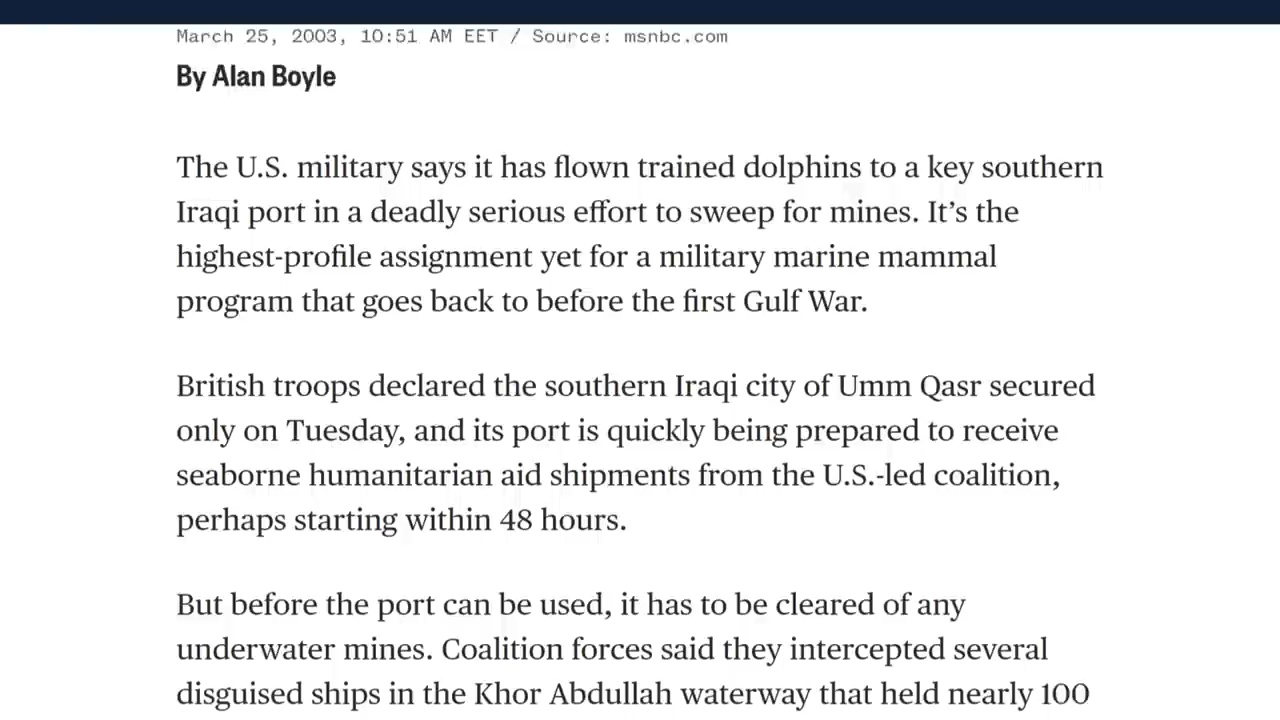 March 25, 2003, 10:51 AM EET / Source: msnbc.com
By Alan Boyle
The U.S. military says it has flown trained dolphins to a key southern
Iraqi port in a deadly serious effort to sweep for mines. It’s the
highest-profile assignment yet for a military marine mammal
program that goes back to before the first Gulf War.
British troops declared the southern Iraqi city of Umm Qasr secured
only on Tuesday, and its port is quickly being prepared to receive
seaborne humanitarian aid shipments from the U.S.-led coalition,
perhaps starting within 48 hours.
But before the port can be used, it has to be cleared of any
underwater mines. Coalition forces said they intercepted several
disguised ships in the Khor Abdullah waterway that held nearly 100